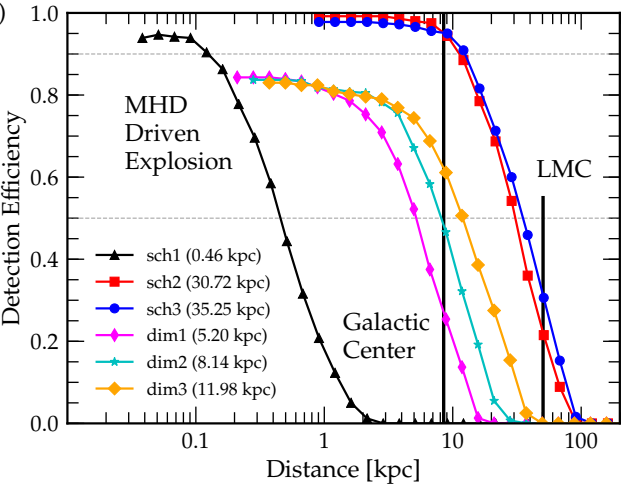 )
1.0
0.8
0.6
0.4
0.2
0.0
Detection Efficiency
MHD
Driven
Explosion
LMC
Galactic
Center
sch1 (0.46 kpc)
sch2 (30.72 kpc)
sch3 (35.25 kpc)
dim1 (5.20 kpc)
dim2 (8.14 kpc)
dim3 (11.98 kpc)
0.1 1 10 100
Distance [kpc]